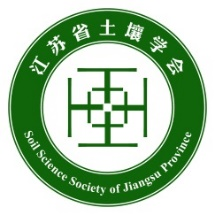 江苏省土壤学会
Soil Science Society of Jiangsu Province